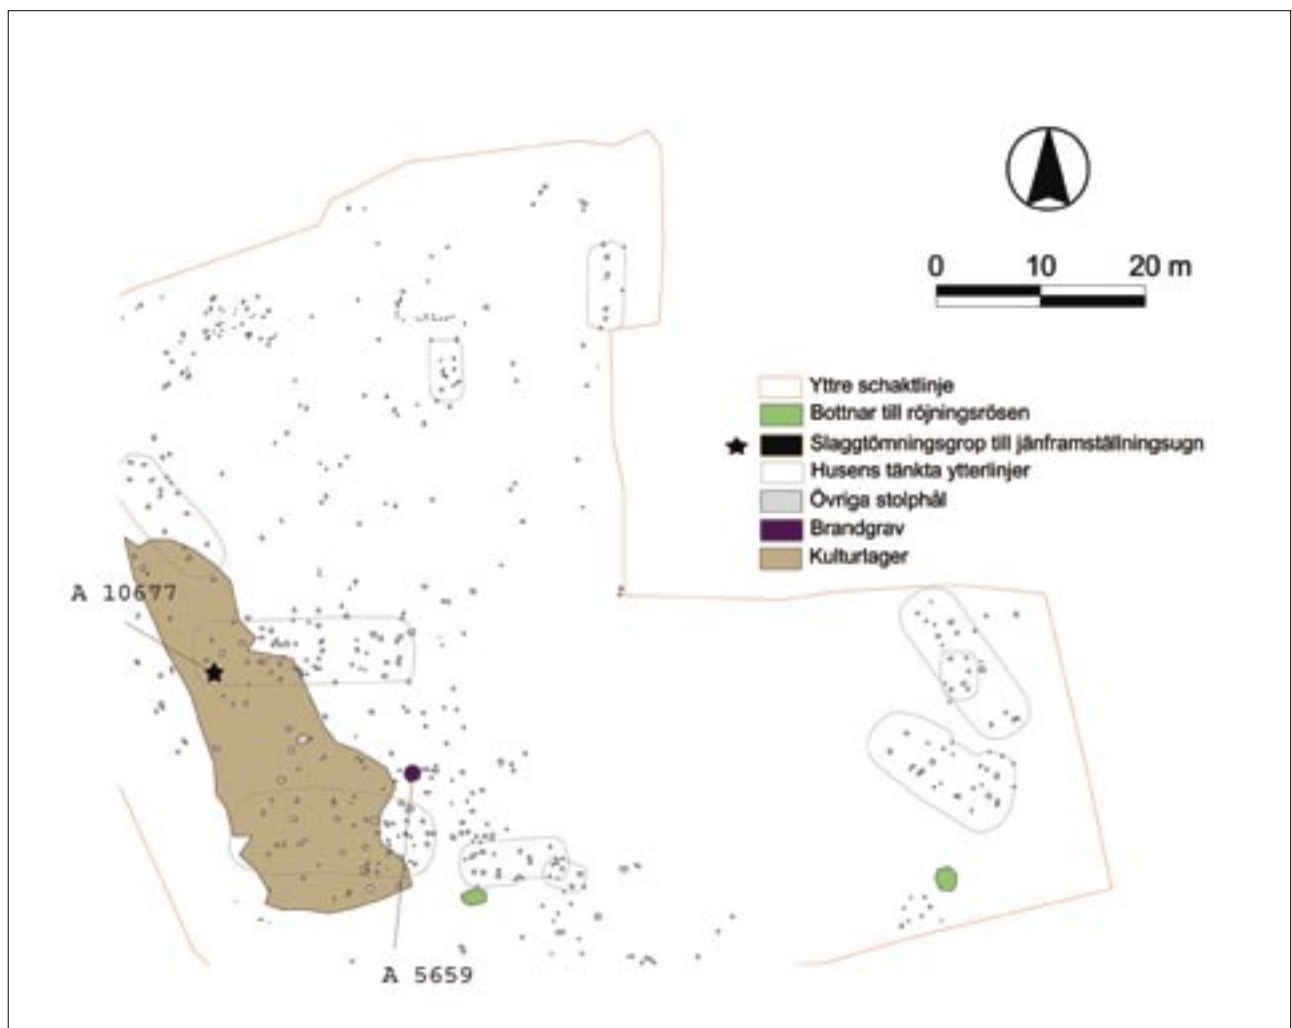 0 10 20 m
Yttre schaktlinje
Bottnar till röjningsrösen
Slaggtömningsgrop till jänframställningsugn
Husens tänkta ytterlinjer
Övriga stolphål
Brandgrav
Kulturlager
A 10677
A 5659